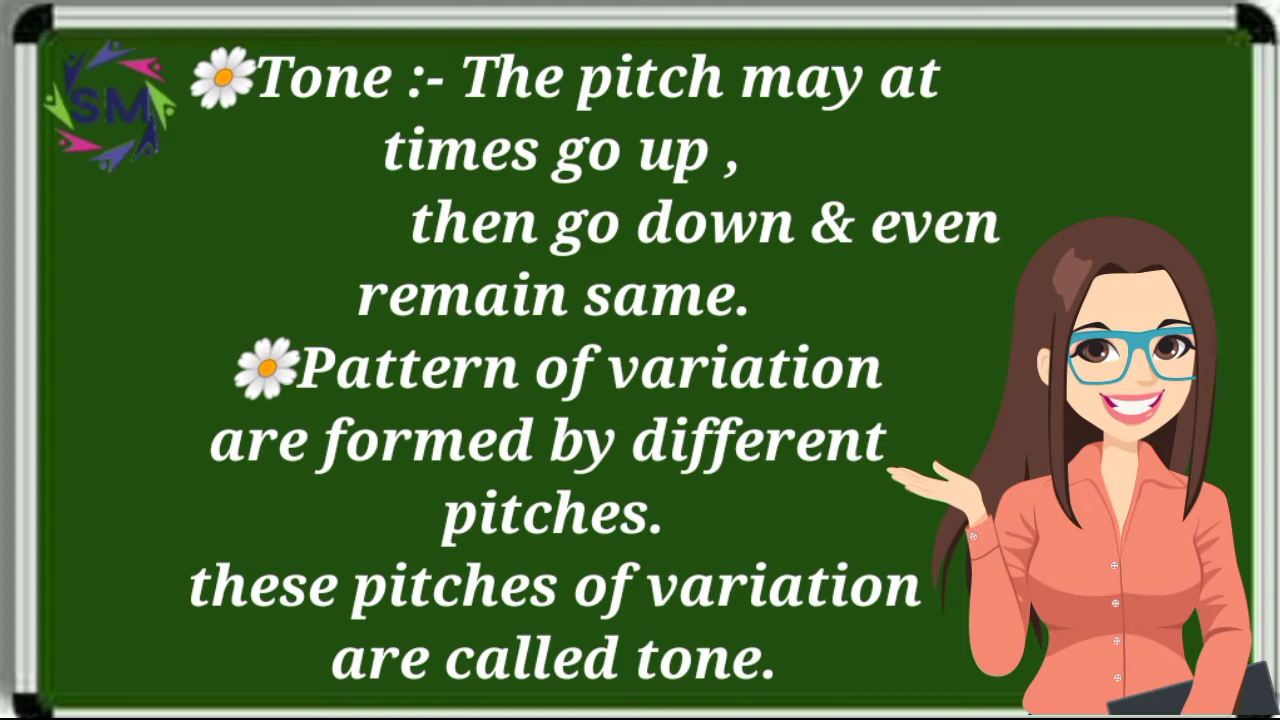 SM
Tone :- The pitch may at
times go up ,
then go down & even
remain same.
Pattern of variation
are formed by different
pitches.
these pitches of variation
are called tone.